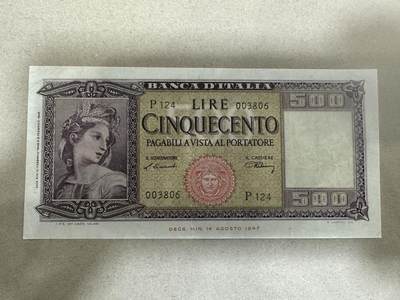 BANCA D'ITALIA
P 124 LIRE 003806
500
CINQUECENTO
PAGABILI A VISTA AL PORTATORE
IL GOVERNATORE IL CASSIERE
003806 P 124
500
DECR. MIN. 14 AGOSTO 1947